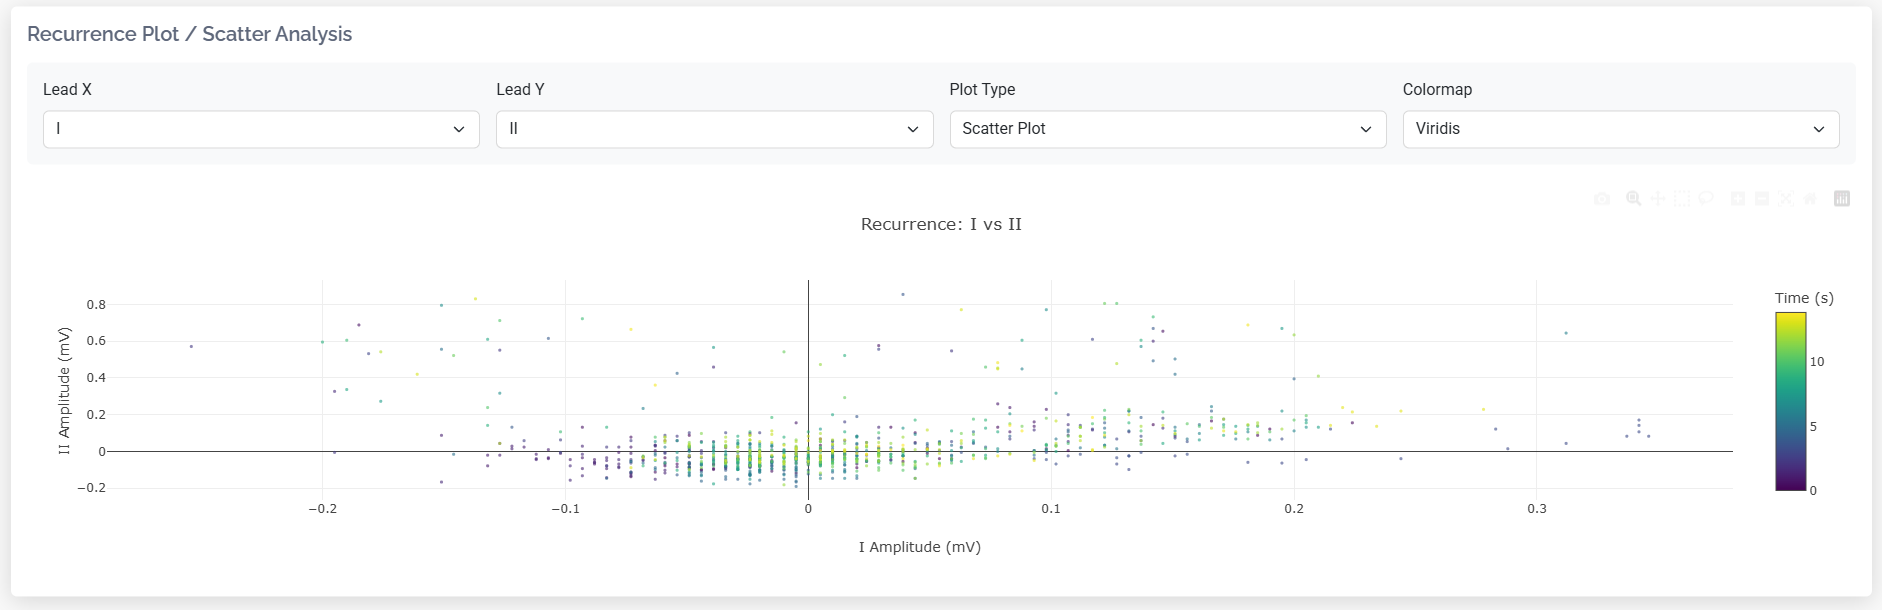 Recurrence Plot / Scatter Analysis
Lead X
Lead Y
Plot Type
Colormap
I
II
Scatter Plot
Viridis
Recurrence: I vs II
II Amplitude (mV)
0.8
0.6
0.4
0.2
0
−0.2
−0.2
−0.1
0
0.1
0.2
0.3
I Amplitude (mV)
Time (s)
10
5
0